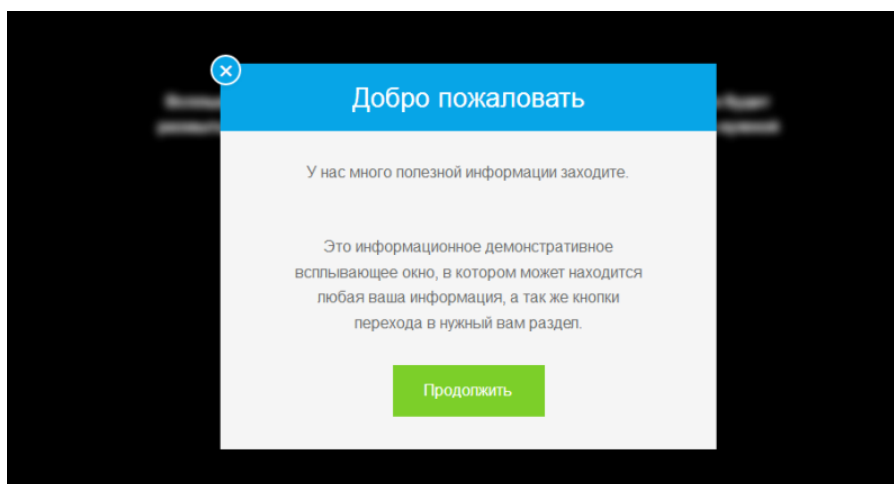 Добро пожаловать
У нас много полезной информации заходите.
Это информационное демонстративное
всплывающее окно, в котором может находится
любая ваша информация, а так же кнопки
перехода в нужный вам раздел.
Продолжить